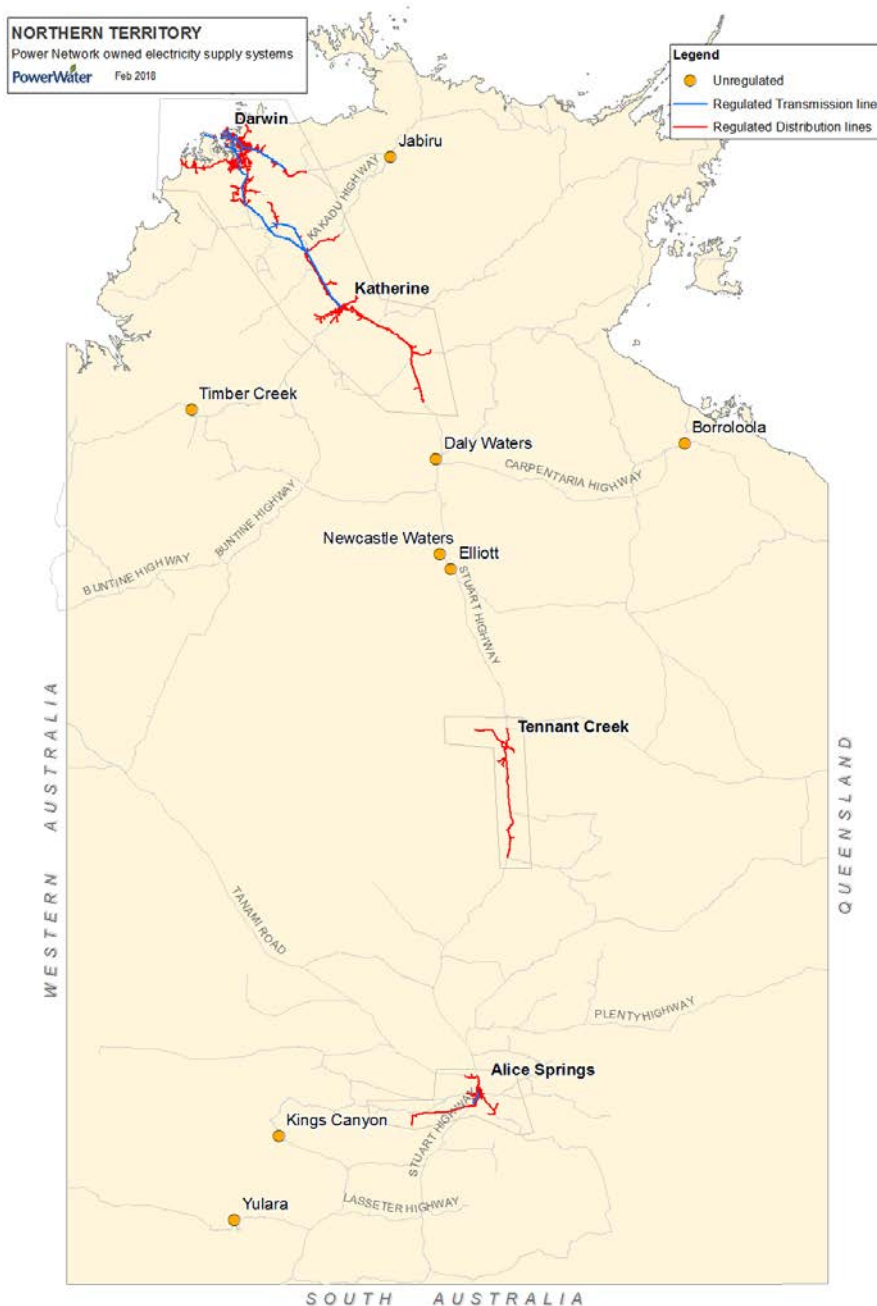 NORTHERN TERRITORY
Power Network owned electricity supply systems
PowerWater Feb 2018
Legend
Unregulated
Regulated Transmission line
Regulated Distribution lines
Darwin
Jabiru
KAKADU HIGHWAY
Katherine
Timber Creek
Borroloola
Daly Waters
CARPENTARIA HIGHWAY
BUNTINE HIGHWAY
Newcastle Waters
Elliott
BUNTINE HIGHWAY
STUART HIGHWAY
WESTERN AUSTRALIA
Tennant Creek
QUEENSLAND
TANAMI ROAD
PLENTY HIGHWAY
Alice Springs
Kings Canyon
STUART HIGHWAY
Yulara
LASSETER HIGHWAY
SOUTH AUSTRALIA